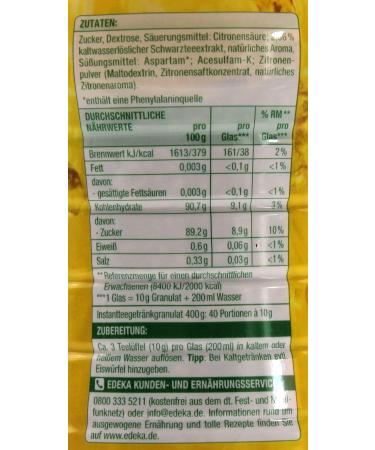 ZUTATEN:
Zucker, Dextrose, Säuerungsmittel: Citronensäure;
kaltwasserlöslicher Schwarzteeextrakt, natürliches Aroma,
Süßungsmittel: Aspartam*; Acesulfam-K; Zitronen-
pulver (Maltodextrin, Zitronensaftkonzentrat, natürliches
Zitronenaroma).
*enthält eine Phenylalaninquelle
DURCHSCHNITTLICHE NÄHRWERTE pro 100 g pro Glas*** % RM** pro Glas***
Brennwert kJ/kcal 1613/379 161/38 2%
Fett 0,003g <0,1g <1%
davon:
- gesättigte Fettsäuren 0,003g <0,1g <1%
Kohlenhydrate 90,7g 9,1g 3%
davon:
- Zucker 89,2g 8,9g 10%
Eiweiß 0,6g 0,06g <1%
Salz 0,33g 0,03g <1%
**Referenzmenge für einen durchschnittlichen
Erwachsenen (8400 kJ/2000 kcal)
***1 Glas = 10g Granulat + 200ml Wasser
Instantteegetränkgranulat 400g: 40 Portionen à 10g
ZUBEREITUNG:
Ca. 3 Teelöffel (10g) pro Glas (200ml) in kaltem oder
heißem Wasser auflösen. Tipp: Bei Kaltgetränken evtl.
Eiswürfel hinzugeben.
EDEKA KUNDEN- UND ERNÄHRUNGSSERVIC
0800 333 5211 (kostenfrei aus dem dt. Fest- und
funknetz) oder info@edeka.de. Informationen rund um
ausgewogene Ernährung und tolle Rezepte finden Sie
auf www.edeka.de.